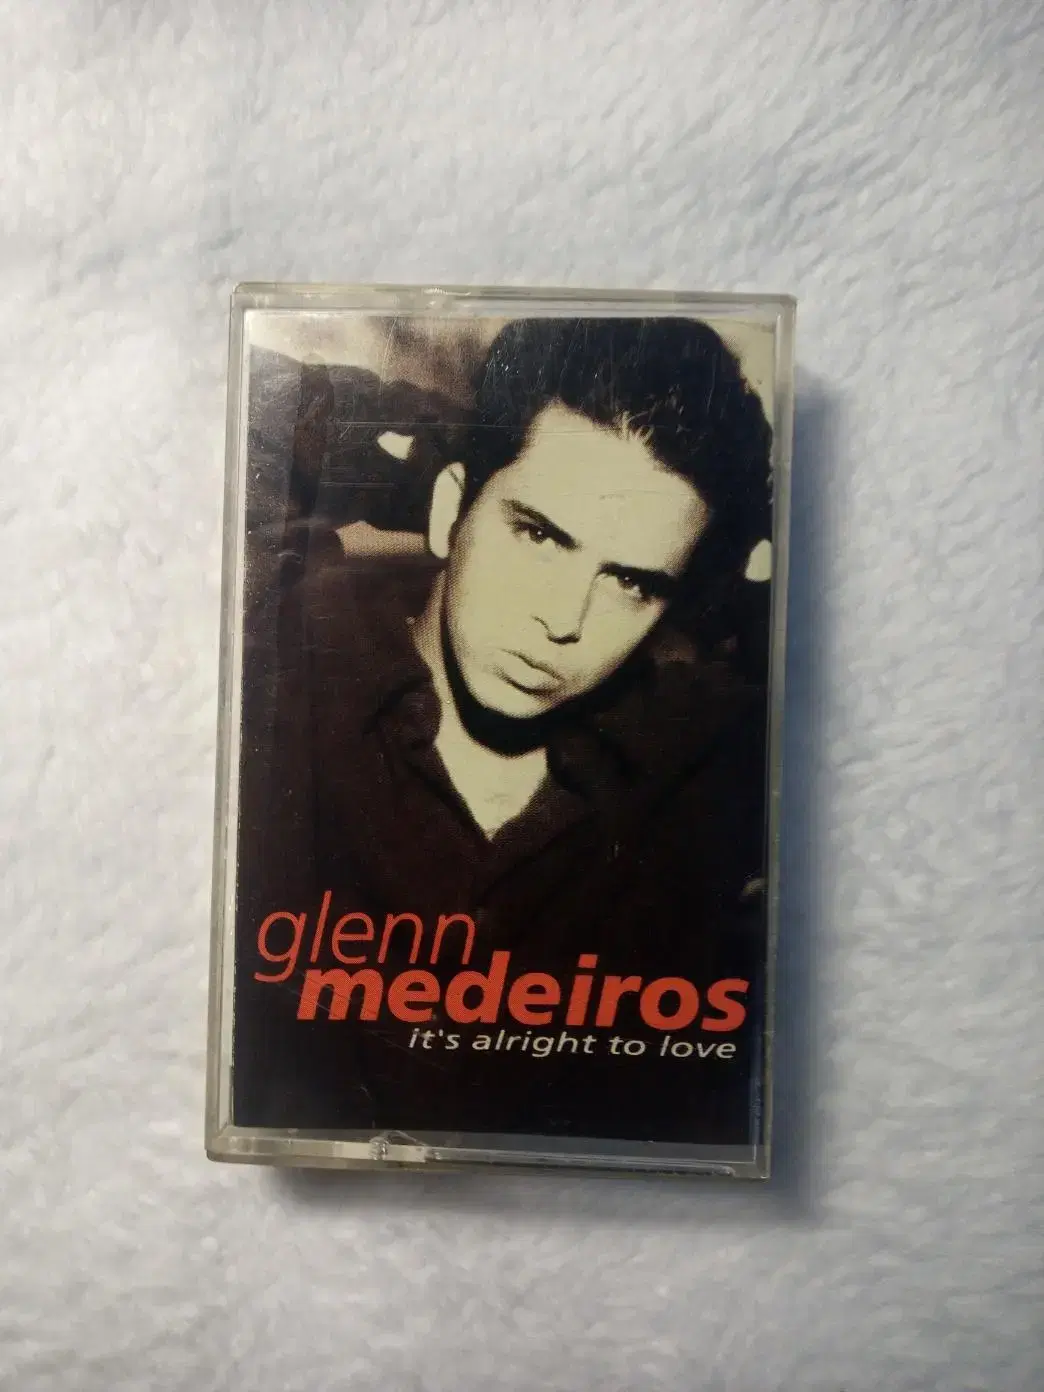 glenn
medeiros
it's alright to love